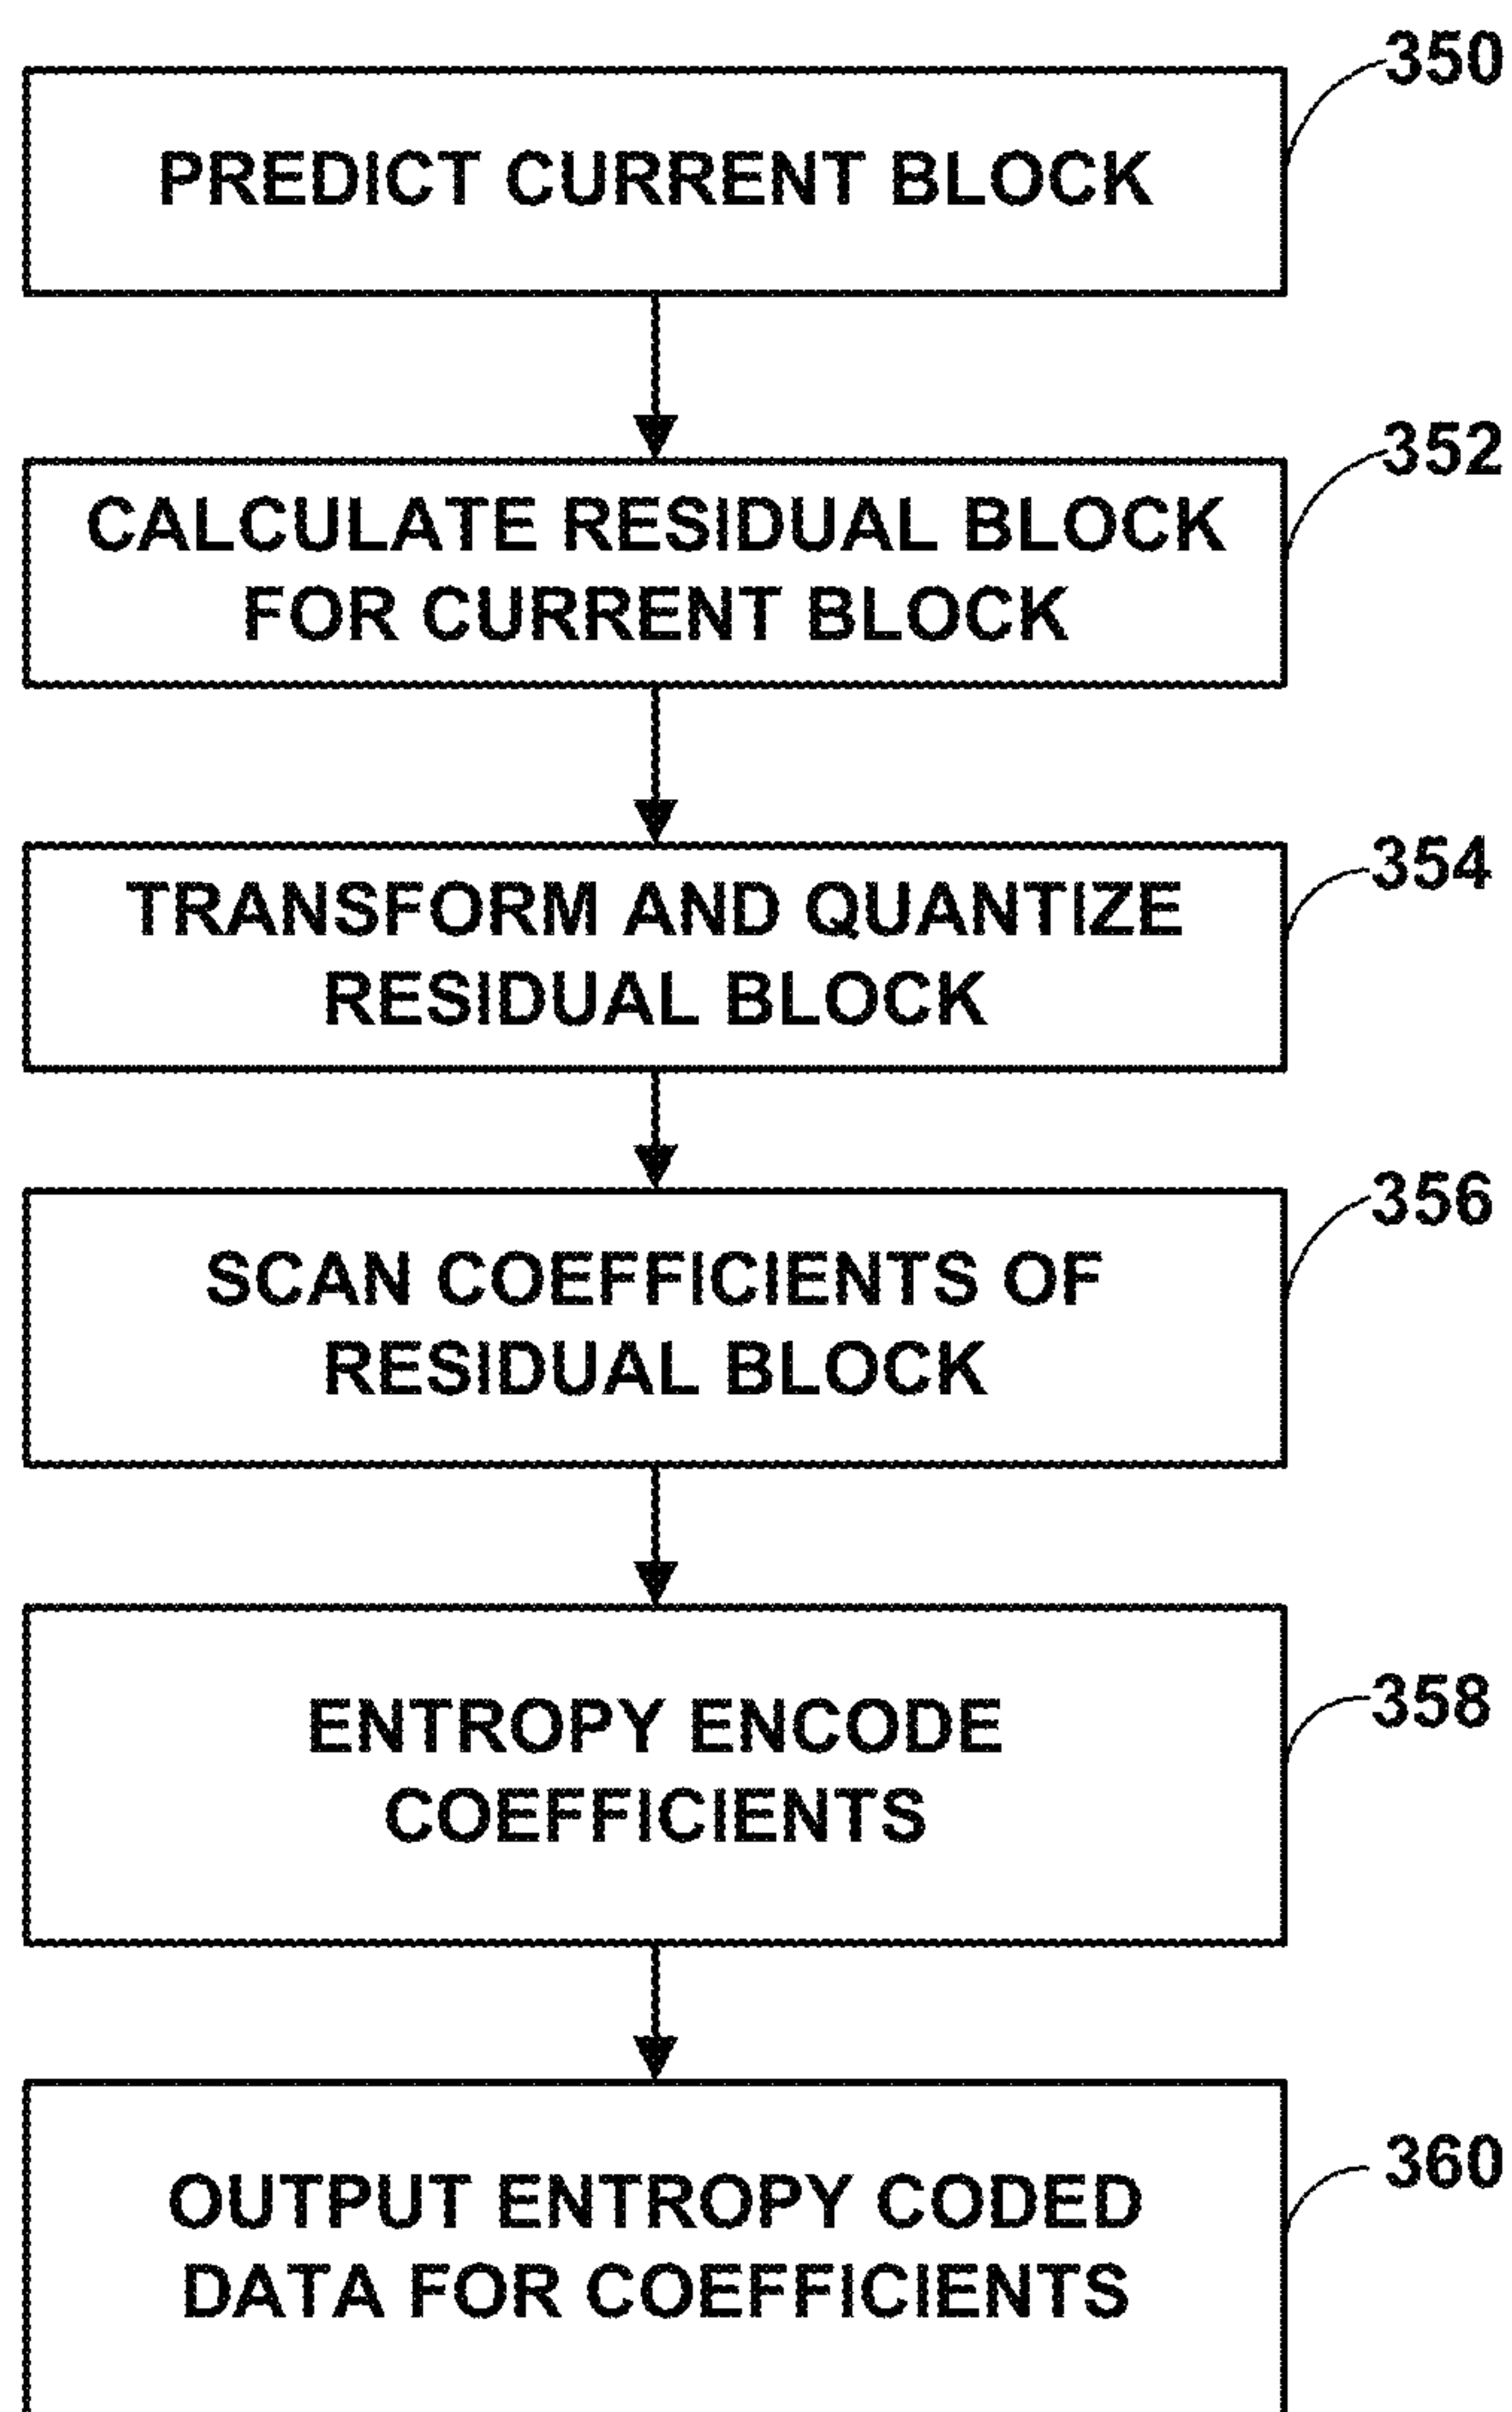 350
PREDICT CURRENT BLOCK
352
CALCULATE RESIDUAL BLOCK
FOR CURRENT BLOCK
354
TRANSFORM AND QUANTIZE
RESIDUAL BLOCK
356
SCAN COEFFICIENTS OF
RESIDUAL BLOCK
358
ENTROPY ENCODE
COEFFICIENTS
360
OUTPUT ENTROPY CODED
DATA FOR COEFFICIENTS